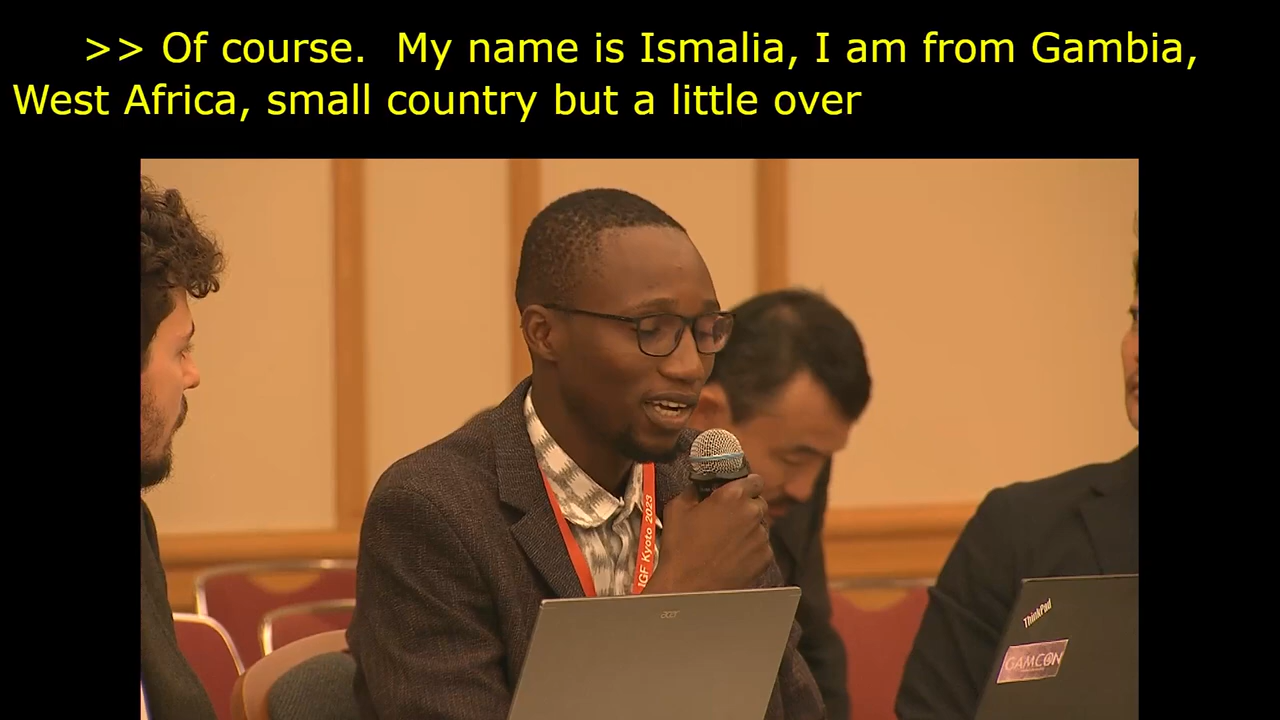 >> Of course.  My name is Ismalia, I am from Gambia,
West Africa, small country but a little over
IGF Kyoto 2023
acer
ThinkPad
GAMCON